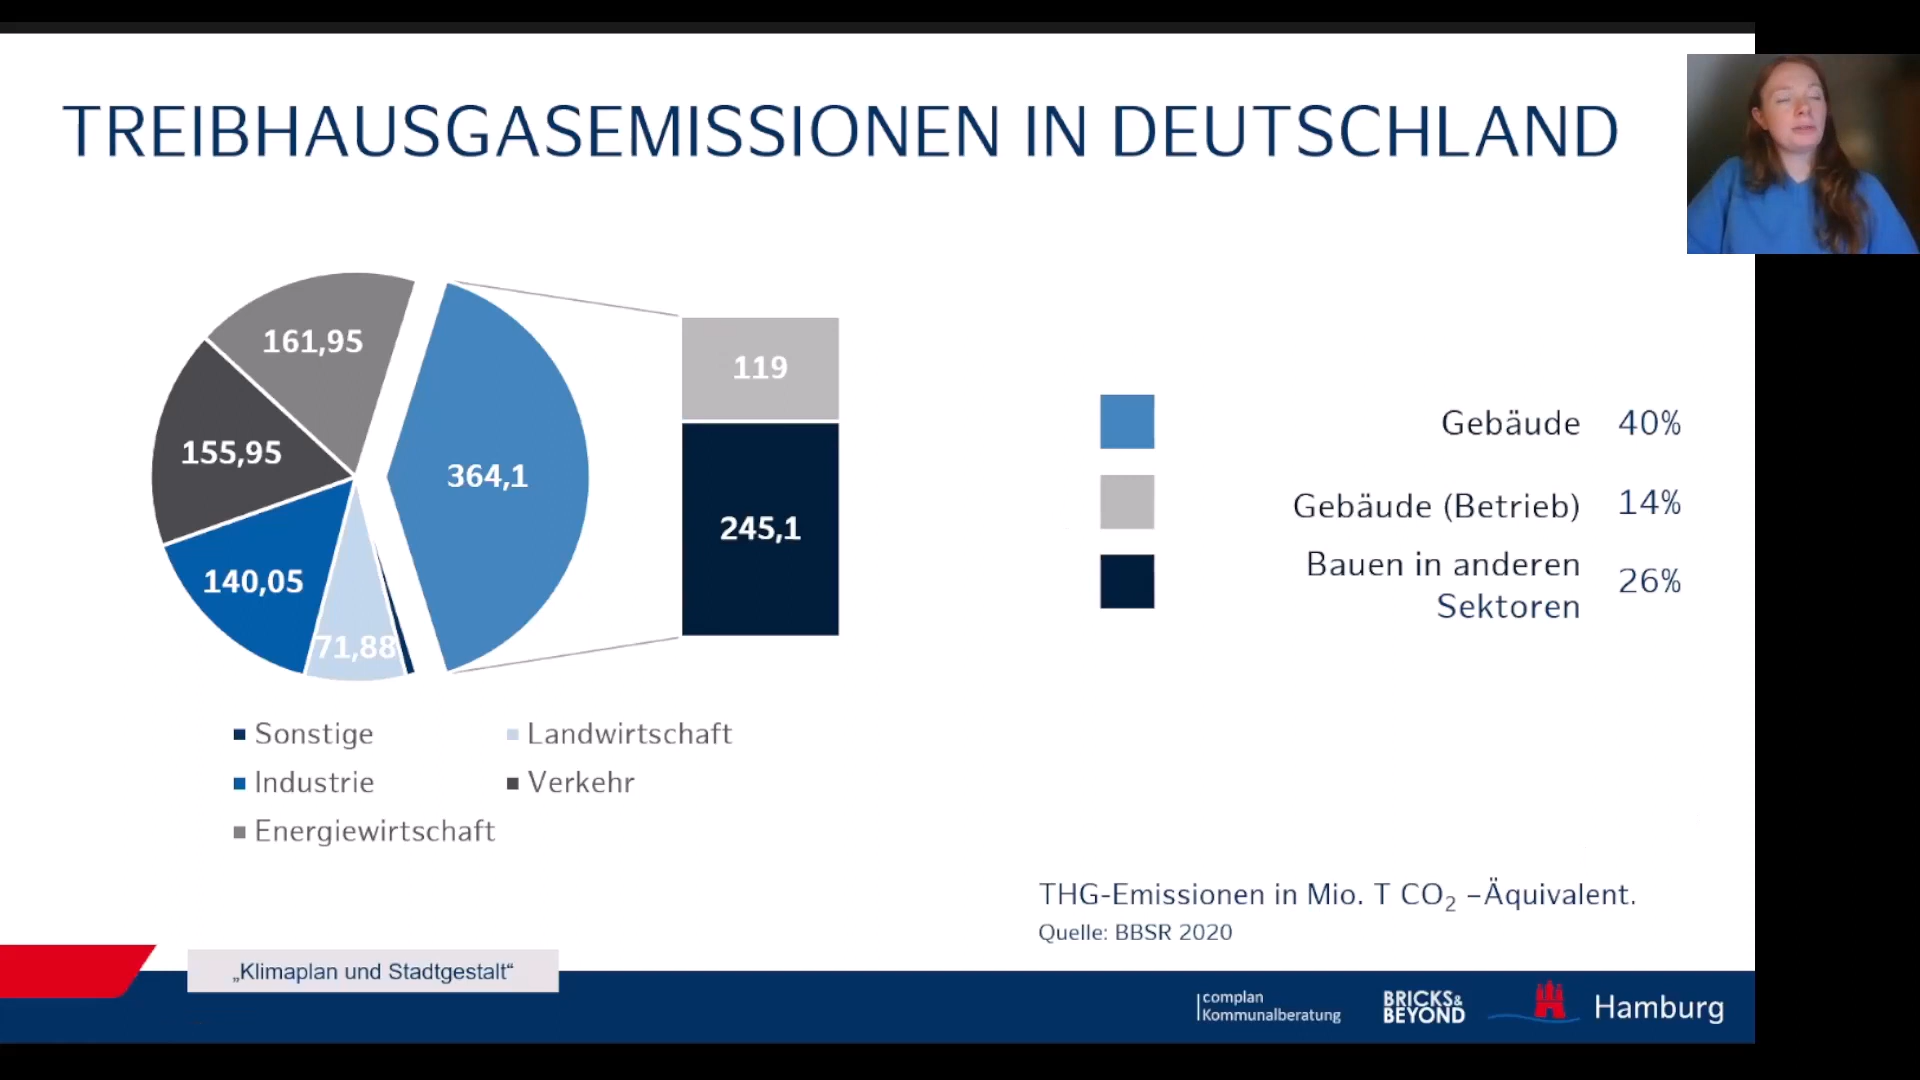 TREIBHAUSGASEMISSIONEN IN DEUTSCHLAND
161,95
155,95
140,05
71,88
364,1
119
245,1
Sonstige
Landwirtschaft
Industrie
Verkehr
Energiewirtschaft
Gebäude 40%
Gebäude (Betrieb) 14%
Bauen in anderen
Sektoren 26%
THG-Emissionen in Mio. T CO₂ –Äquivalent.
Quelle: BBSR 2020
„Klimaplan und Stadtgestalt“
complan
Kommunalberatung
BRICKS&
BEYOND
Hamburg